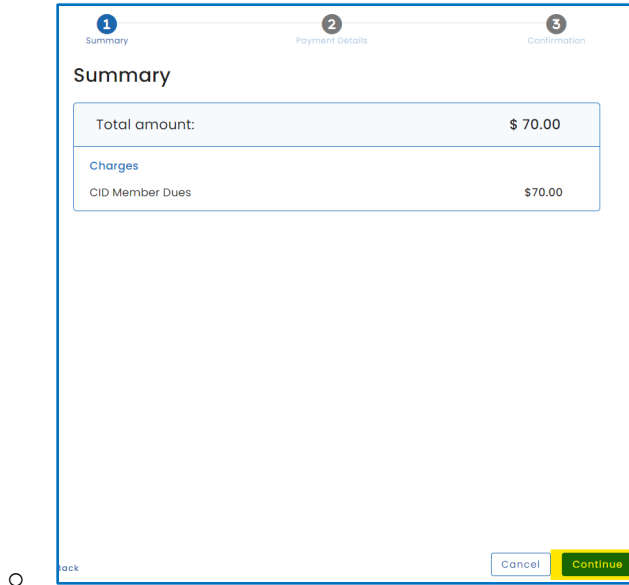 1 2 3
Summary Payment Details Confirmation
Summary
Total amount: $ 70.00
Charges
CID Member Dues $70.00
Back Cancel Continue